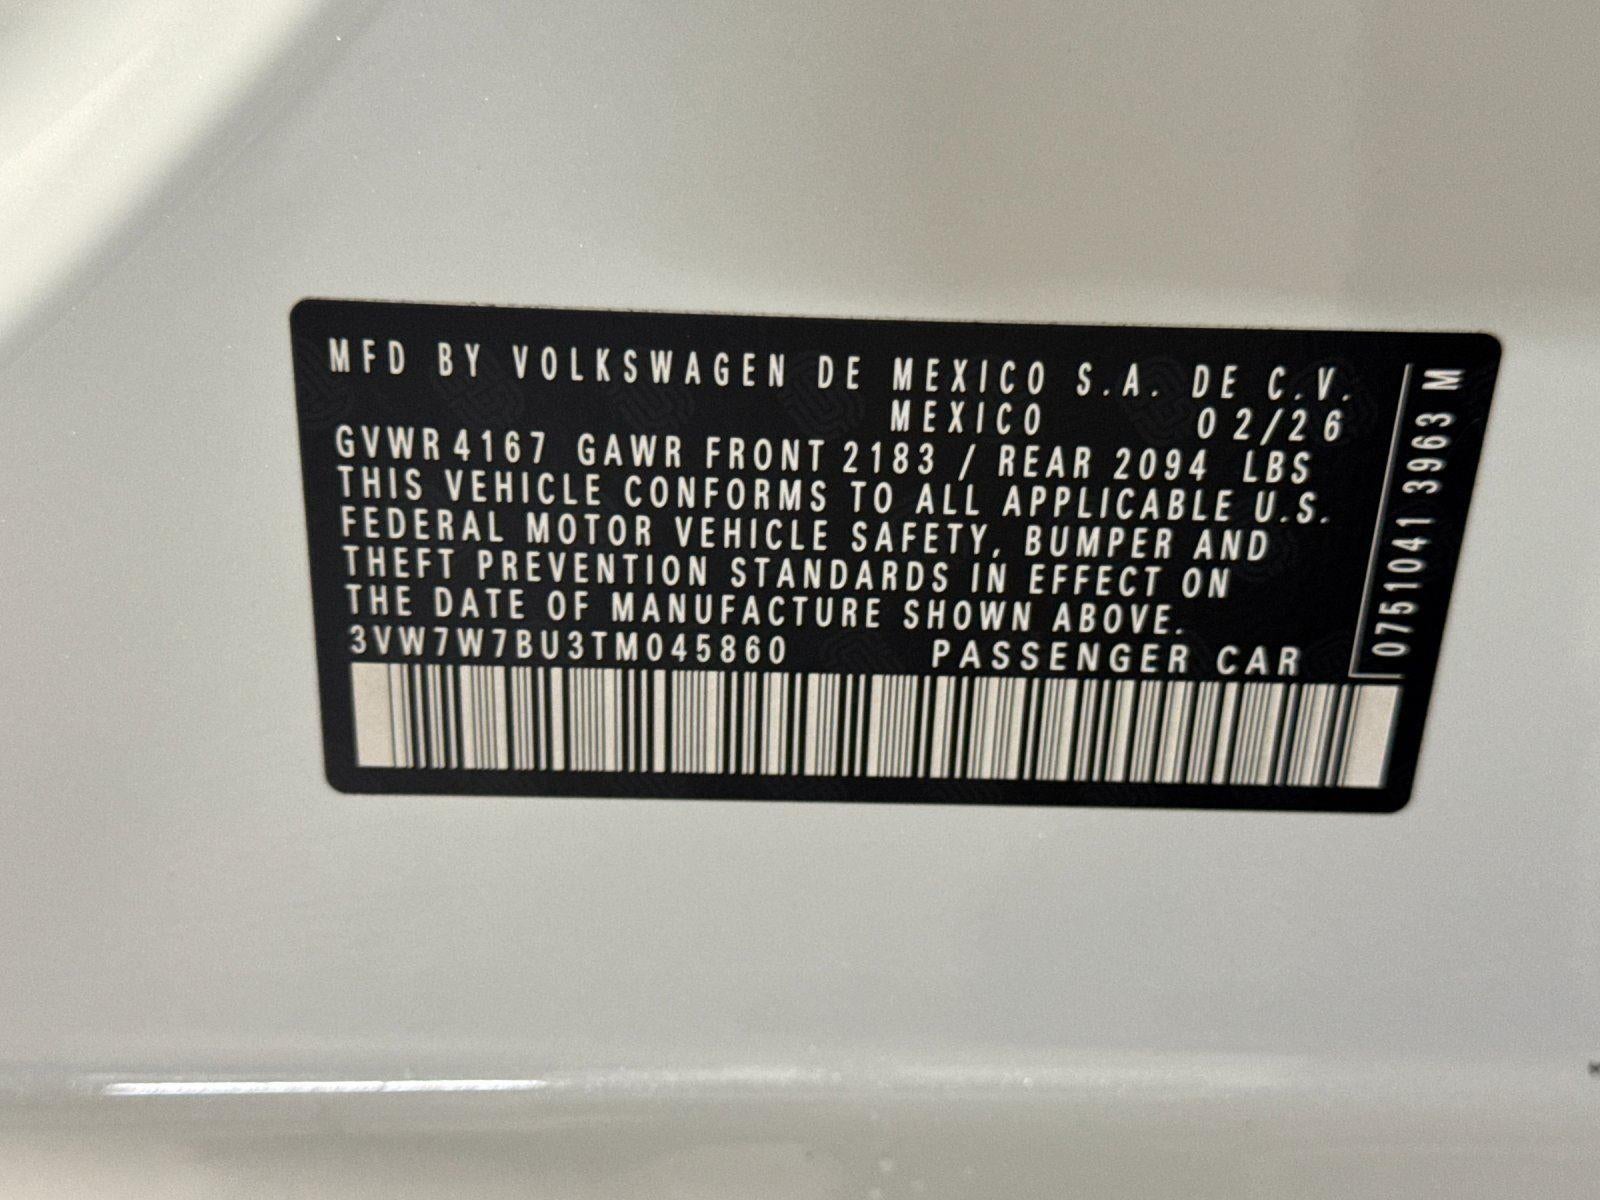 MFD BY VOLKSWAGEN DE MEXICO S.A. DE C.V.
MEXICO 02/26
GVWR 4167 GAWR FRONT 2183 / REAR 2094 LBS
THIS VEHICLE CONFORMS TO ALL APPLICABLE U.S.
FEDERAL MOTOR VEHICLE SAFETY, BUMPER AND
THEFT PREVENTION STANDARDS IN EFFECT ON
THE DATE OF MANUFACTURE SHOWN ABOVE.
3VW7W7BU3TM045860 PASSENGER CAR
0751041 3963 M